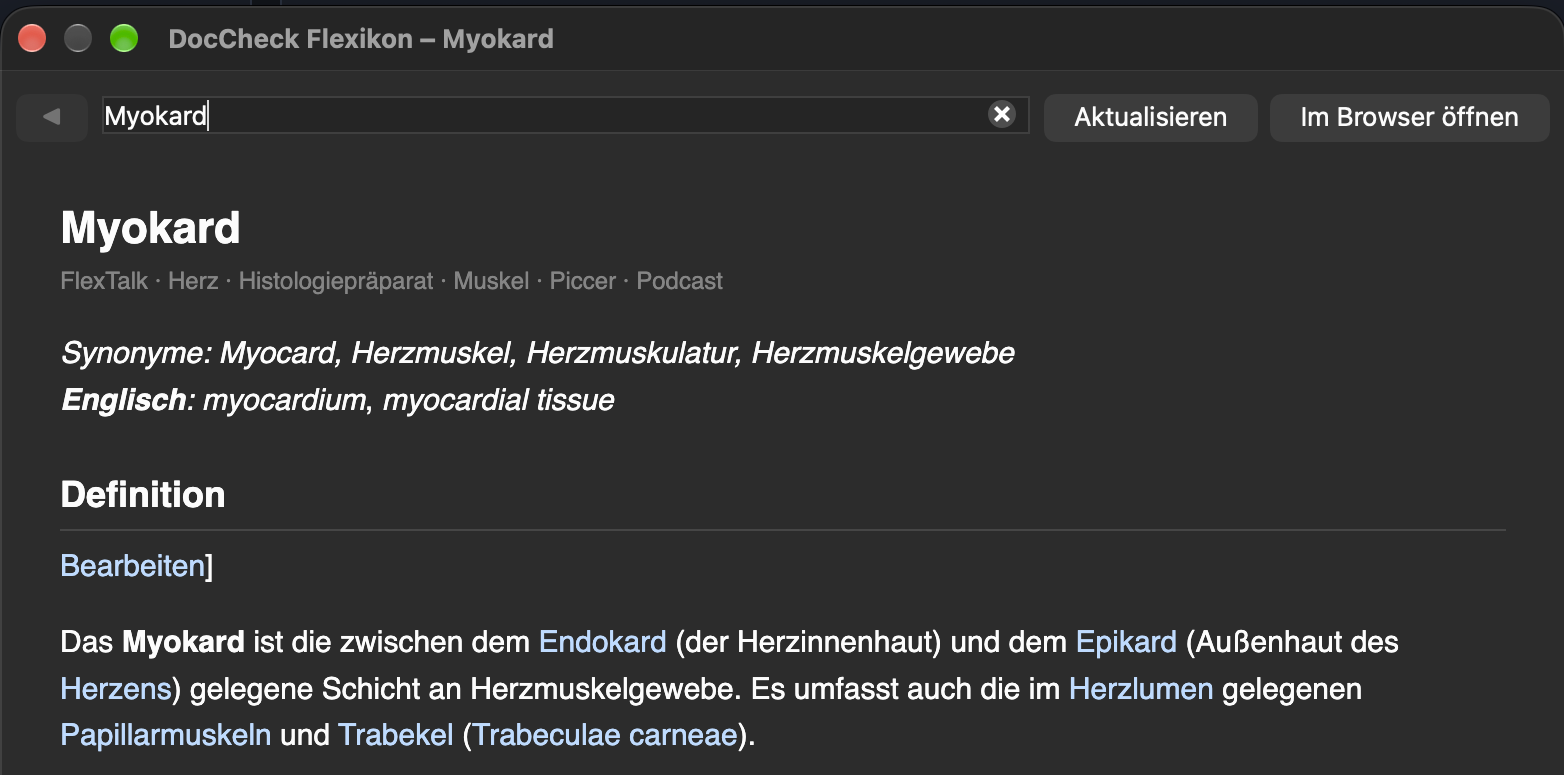 DocCheck Flexikon – Myokard
Myokard
Aktualisieren
Im Browser öffnen
Myokard
FlexTalk · Herz · Histologiepräparat · Muskel · Piccer · Podcast
Synonyme: Myocard, Herzmuskel, Herzmuskulatur, Herzmuskelgewebe
Englisch: myocardium, myocardial tissue
Definition
Bearbeiten]
Das Myokard ist die zwischen dem Endokard (der Herzinnenhaut) und dem Epikard (Außenhaut des
Herzens) gelegene Schicht an Herzmuskelgewebe. Es umfasst auch die im Herzlumen gelegenen
Papillarmuskeln und Trabekel (Trabeculae carneae).